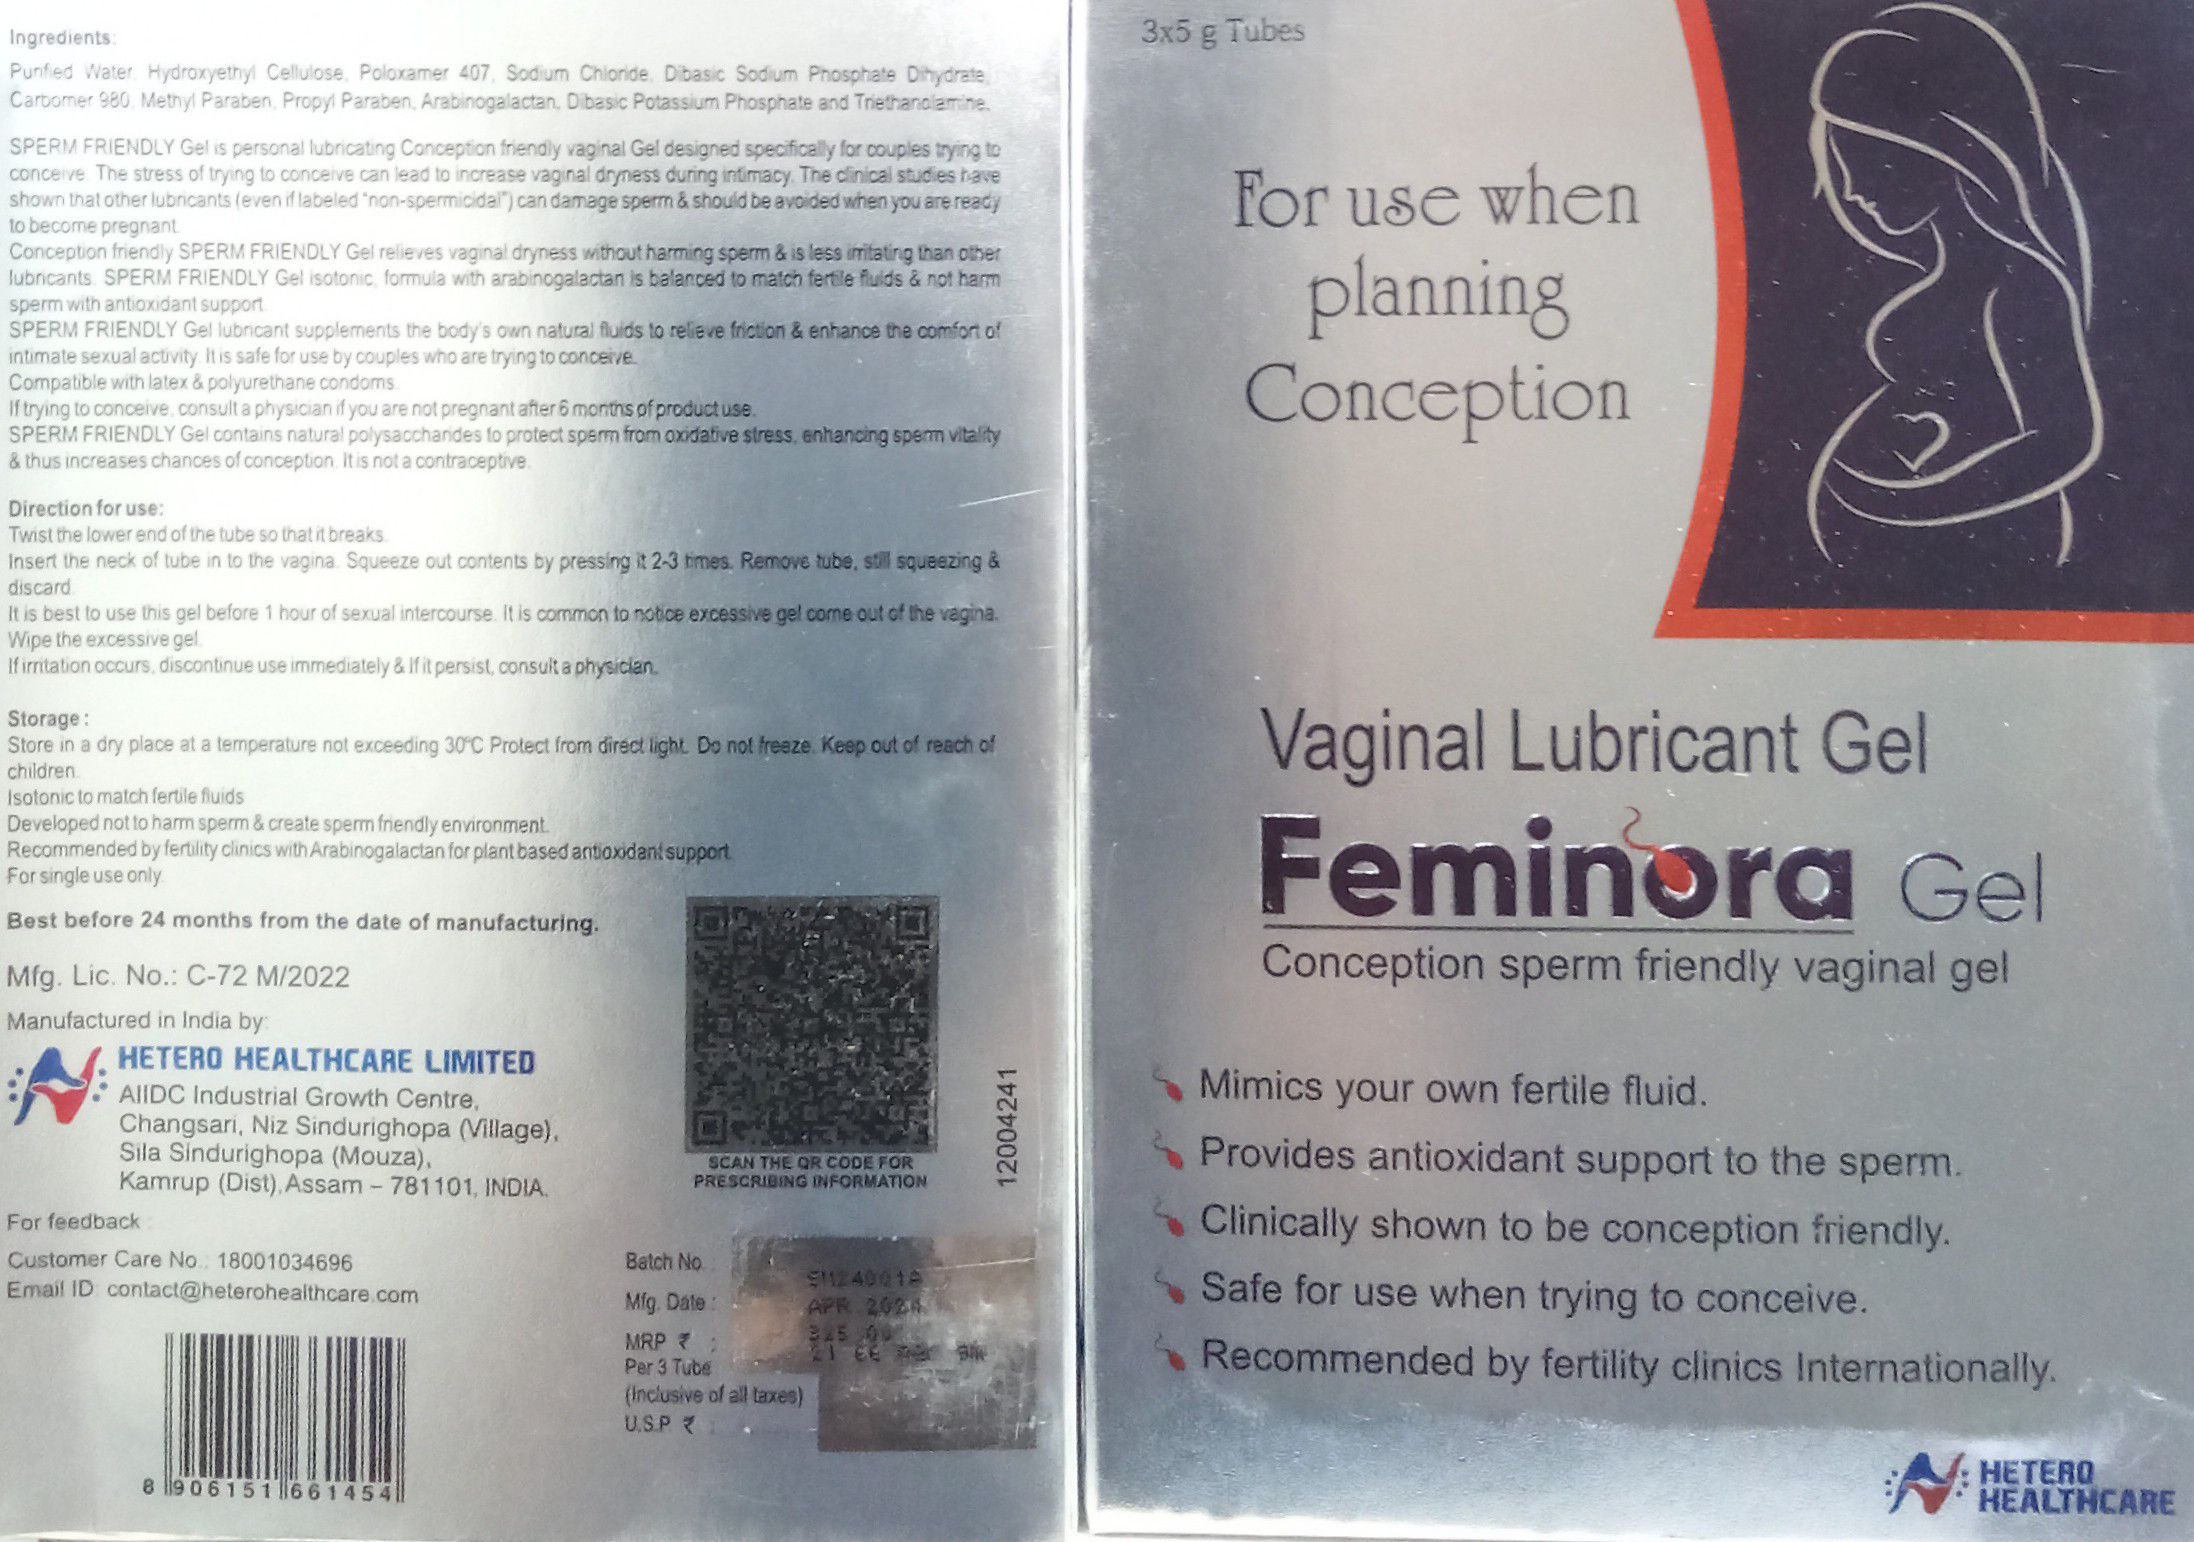 Ingredients:
Purified Water, Hydroxyethyl Cellulose, Poloxamer 407, Sodium Chloride, Dibasic Sodium Phosphate Dihydrate,
Carbomer 980, Methyl Paraben, Propyl Paraben, Arabinogalactan, Dibasic Potassium Phosphate and Triethanolamine.
SPERM FRIENDLY Gel is personal lubricating Conception friendly vaginal Gel designed specifically for couples trying to
conceive. The stress of trying to conceive can lead to increase vaginal dryness during intimacy. The clinical studies have
shown that other lubricants (even if labeled "non-spermicidal") can damage sperm & should be avoided when you are ready
to become pregnant.
Conception friendly SPERM FRIENDLY Gel relieves vaginal dryness without harming sperm & is less irritating than other
lubricants. SPERM FRIENDLY Gel isotonic, formula with arabinogalactan is balanced to match fertile fluids & not harm
sperm with antioxidant support.
SPERM FRIENDLY Gel lubricant supplements the body's own natural fluids to relieve friction & enhance the comfort of
intimate sexual activity. It is safe for use by couples who are trying to conceive.
Compatible with latex & polyurethane condoms.
If trying to conceive, consult a physician if you are not pregnant after 6 months of product use.
SPERM FRIENDLY Gel contains natural polysaccharides to protect sperm from oxidative stress, enhancing sperm vitality
& thus increases chances of conception. It is not a contraceptive.
Direction for use:
Twist the lower end of the tube so that it breaks.
Insert the neck of tube in to the vagina. Squeeze out contents by pressing it 2-3 times. Remove tube, still squeezing &
discard.
It is best to use this gel before 1 hour of sexual intercourse. It is common to notice excessive gel come out of the vagina.
Wipe the excessive gel.
If irritation occurs, discontinue use immediately & If it persist, consult a physician.
Storage :
Store in a dry place at a temperature not exceeding 30°C Protect from direct light. Do not freeze. Keep out of reach of
children.
Isotonic to match fertile fluids
Developed not to harm sperm & create sperm friendly environment.
Recommended by fertility clinics with Arabinogalactan for plant based antioxidant support.
For single use only.
Best before 24 months from the date of manufacturing.
Mfg. Lic. No.: C-72 M/2022
Manufactured in India by:
HETERO HEALTHCARE LIMITED
AIIDC Industrial Growth Centre,
Changsari, Niz Sindurighopa (Village),
Sila Sindurighopa (Mouza),
Kamrup (Dist), Assam – 781101, INDIA.
SCAN THE QR CODE FOR
PRESCRIBING INFORMATION
12004241
For feedback :
Customer Care No.: 18001034696
Email ID: contact@heterohealthcare.com
8 906151 661454
Batch No. :
Mfg. Date : APR 2024
MRP ₹ : 325.00
Per 3 Tube
(Inclusive of all taxes)
U.S.P ₹ :
3x5 g Tubes
For use when
planning
Conception
Vaginal Lubricant Gel
Feminora Gel
Conception sperm friendly vaginal gel
Mimics your own fertile fluid.
Provides antioxidant support to the sperm.
Clinically shown to be conception friendly.
Safe for use when trying to conceive.
Recommended by fertility clinics Internationally.
HETERO
HEALTHCARE